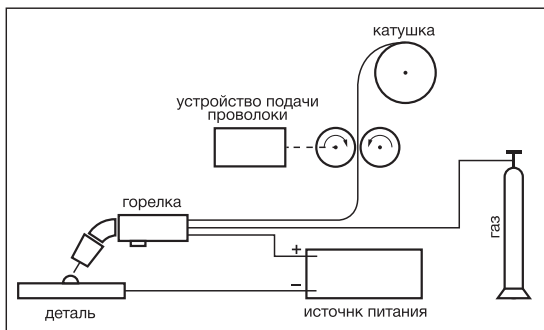 катушка
устройство подачи
проволоки
горелка
газ
+
–
деталь
источнк питания